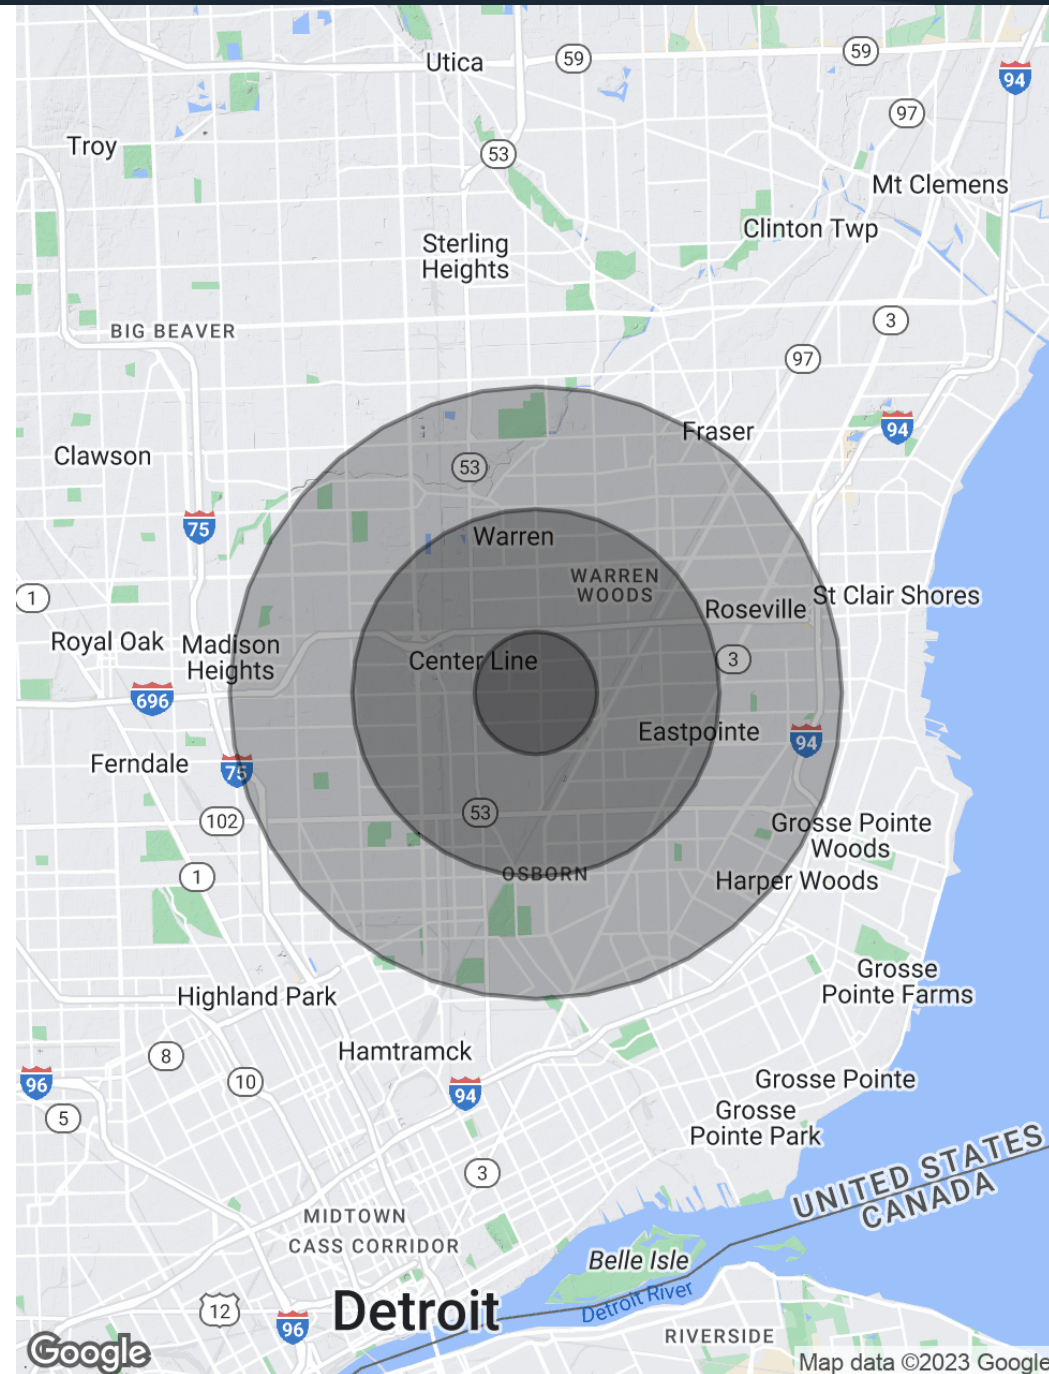 Utica
59
59
94
97
Troy
53
Mt Clemens
Clinton Twp
Sterling
Heights
3
BIG BEAVER
97
Fraser
94
Clawson
53
75
Warren
WARREN
WOODS
1
St Clair Shores
Roseville
Royal Oak
Madison
Heights
Center Line
3
696
Eastpointe
94
Ferndale
75
53
102
Grosse Pointe
Woods
1
OSBORN
Harper Woods
Grosse
Pointe Farms
Highland Park
Hamtramck
8
96
10
94
Grosse Pointe
5
Grosse
Pointe Park
3
UNITED STATES
CANADA
MIDTOWN
CASS CORRIDOR
Belle Isle
Detroit River
12
96
Detroit
RIVERSIDE
Google
Map data ©2023 Google